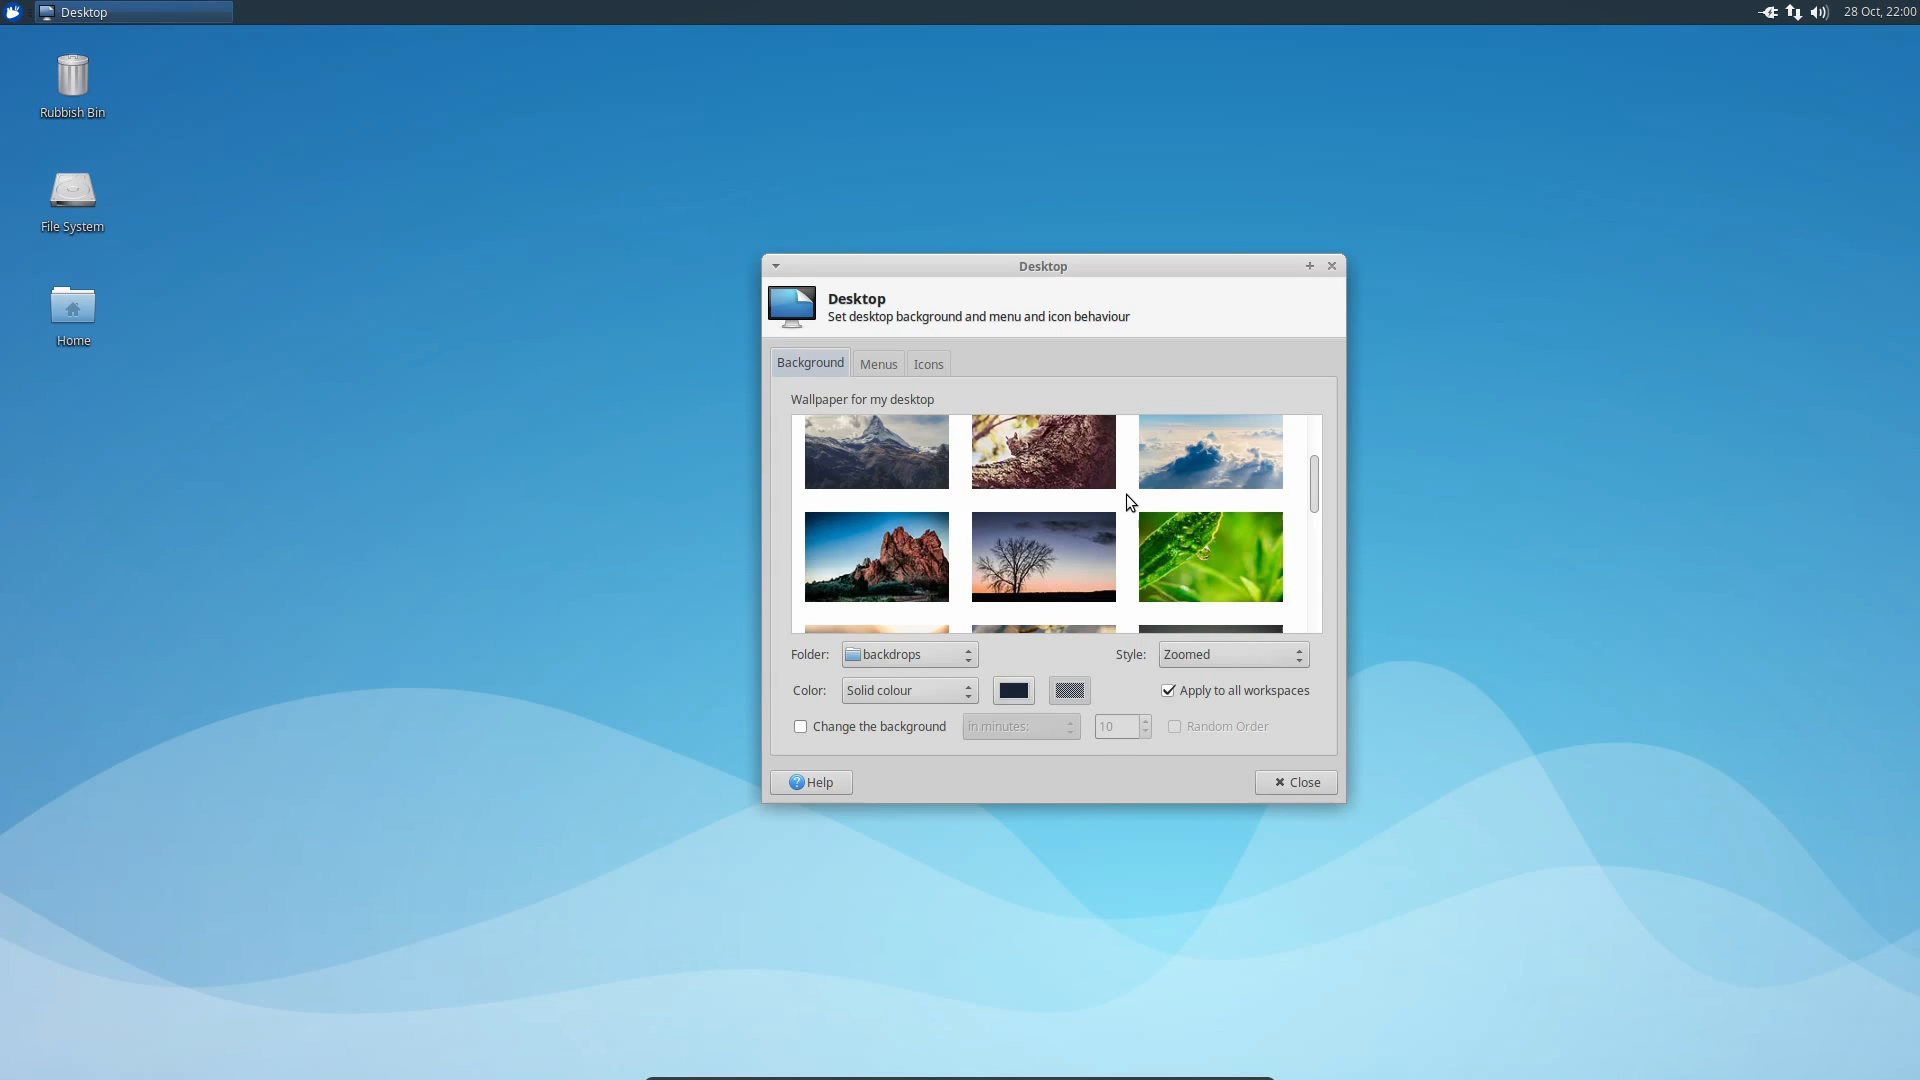 Desktop
28 Oct, 22:00
Rubbish Bin
File System
Home
Desktop
Desktop
Set desktop background and menu and icon behaviour
Background Menus Icons
Wallpaper for my desktop
Folder: backdrops Style: Zoomed
Color: Solid colour Apply to all workspaces
Change the background in minutes: 10 Random Order
Help Close